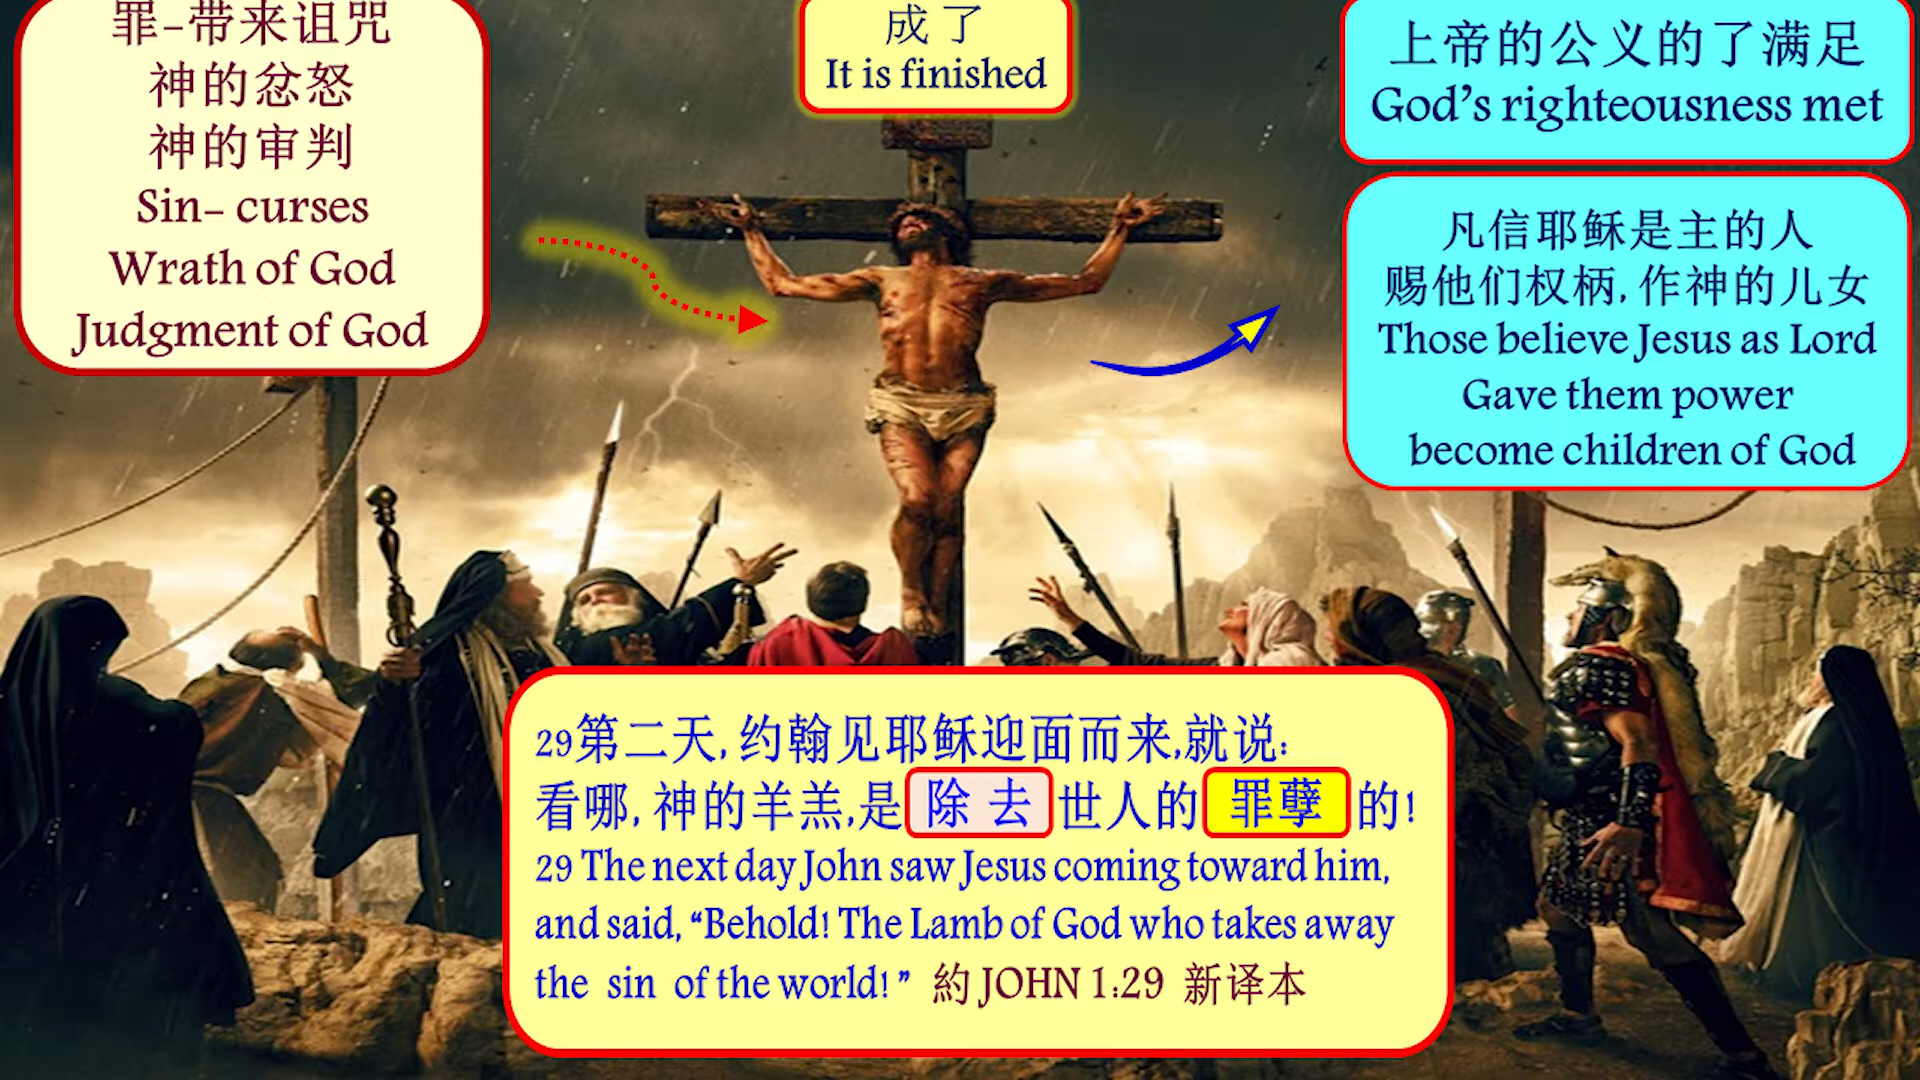 罪-带来诅咒
神的忿怒
神的审判
Sin- curses
Wrath of God
Judgment of God
成了
It is finished
上帝的公义的了满足
God's righteousness met
凡信耶稣是主的人
赐他们权柄,作神的儿女
Those believe Jesus as Lord
Gave them power
become children of God
29第二天,约翰见耶稣迎面而来,就说:
看哪,神的羊羔,是 除去 世人的 罪孽 的!
29 The next day John saw Jesus coming toward him,
and said, “Behold! The Lamb of God who takes away
the sin of the world! ” 約 JOHN 1:29 新译本